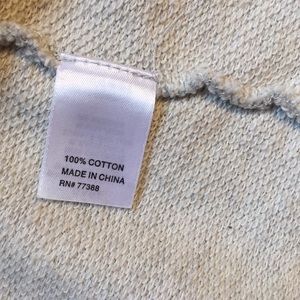 100% COTTON
MADE IN CHINA
RN# 77388